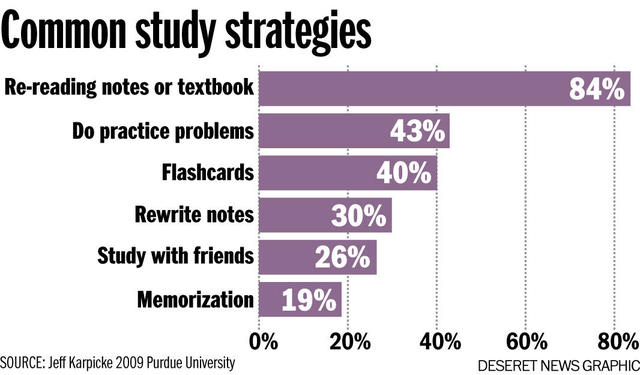 Common study strategies
Re-reading notes or textbook 84%
Do practice problems 43%
Flashcards 40%
Rewrite notes 30%
Study with friends 26%
Memorization 19%
0% 20% 40% 60% 80%
SOURCE: Jeff Karpicke 2009 Purdue University DESERET NEWS GRAPHIC